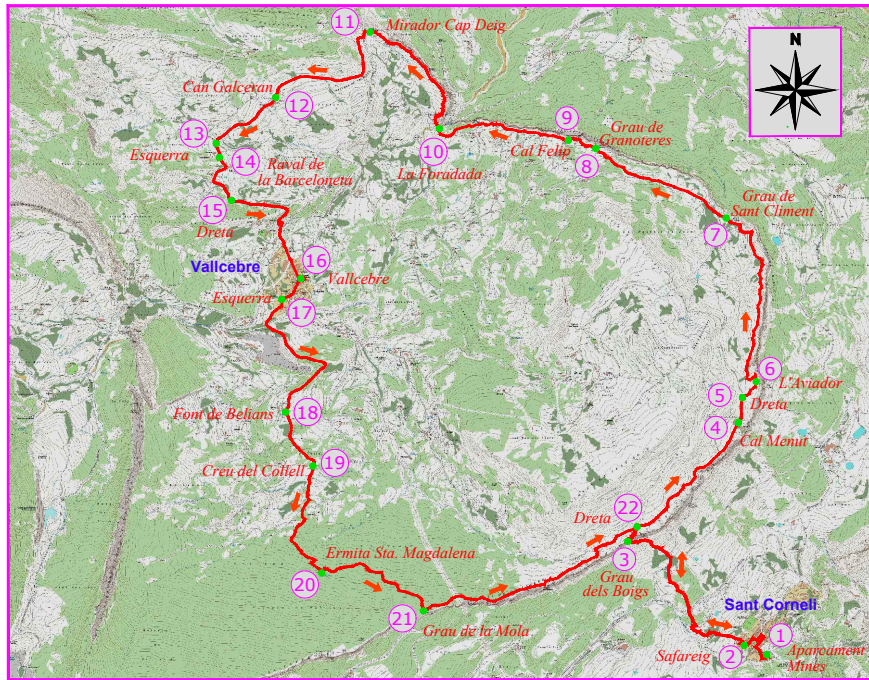 11
Mirador Cap Deig
N
Can Galceran
12
9
Grau de
Granoteres
13
Esquerra
14
10
Cal Felip
8
Raval de
la Barceloneta
La Foradada
Grau de
Sant Climent
15
Dreta
7
Vallcebre
16
Vallcebre
Esquerra
17
6
L'Aviador
5
Dreta
Font de Belians
18
4
Cal Menut
Creu del Collell
19
Dreta
22
Ermita Sta. Magdalena
3
Grau
dels Boigs
20
21
Grau de la Mola
Sant Corneli
1
Safareig
2
Aparcament
Mines